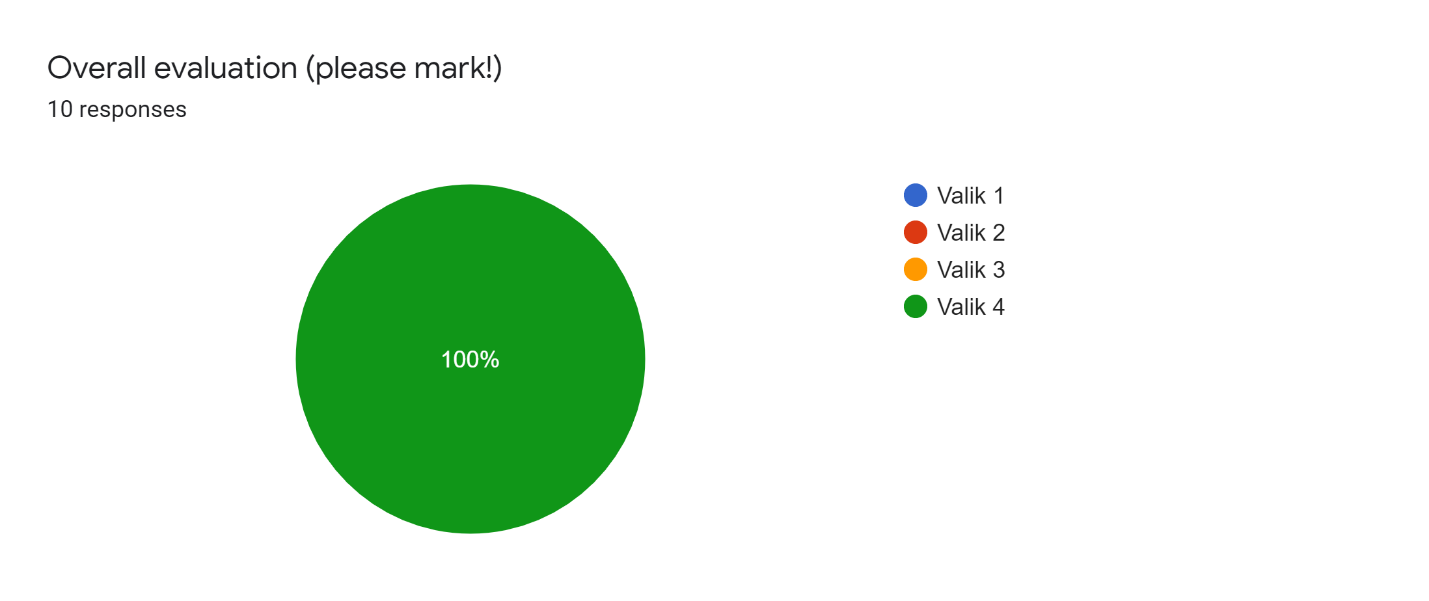 Overall evaluation (please mark!)
10 responses
100%
Valik 1
Valik 2
Valik 3
Valik 4